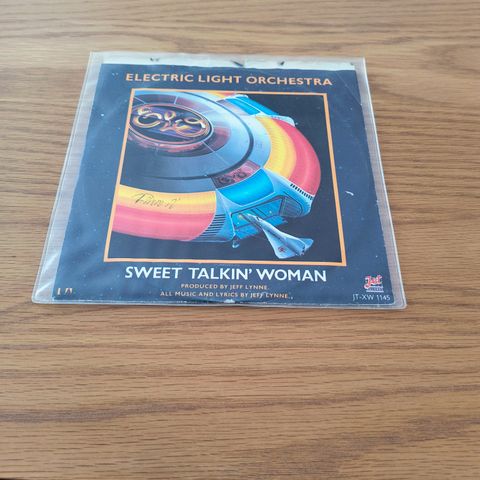 ELECTRIC LIGHT ORCHESTRA
SWEET TALKIN' WOMAN
PRODUCED BY JEFF LYNNE.
ALL MUSIC AND LYRICS BY JEFF LYNNE.
UA
Jet
JT-XW 1145